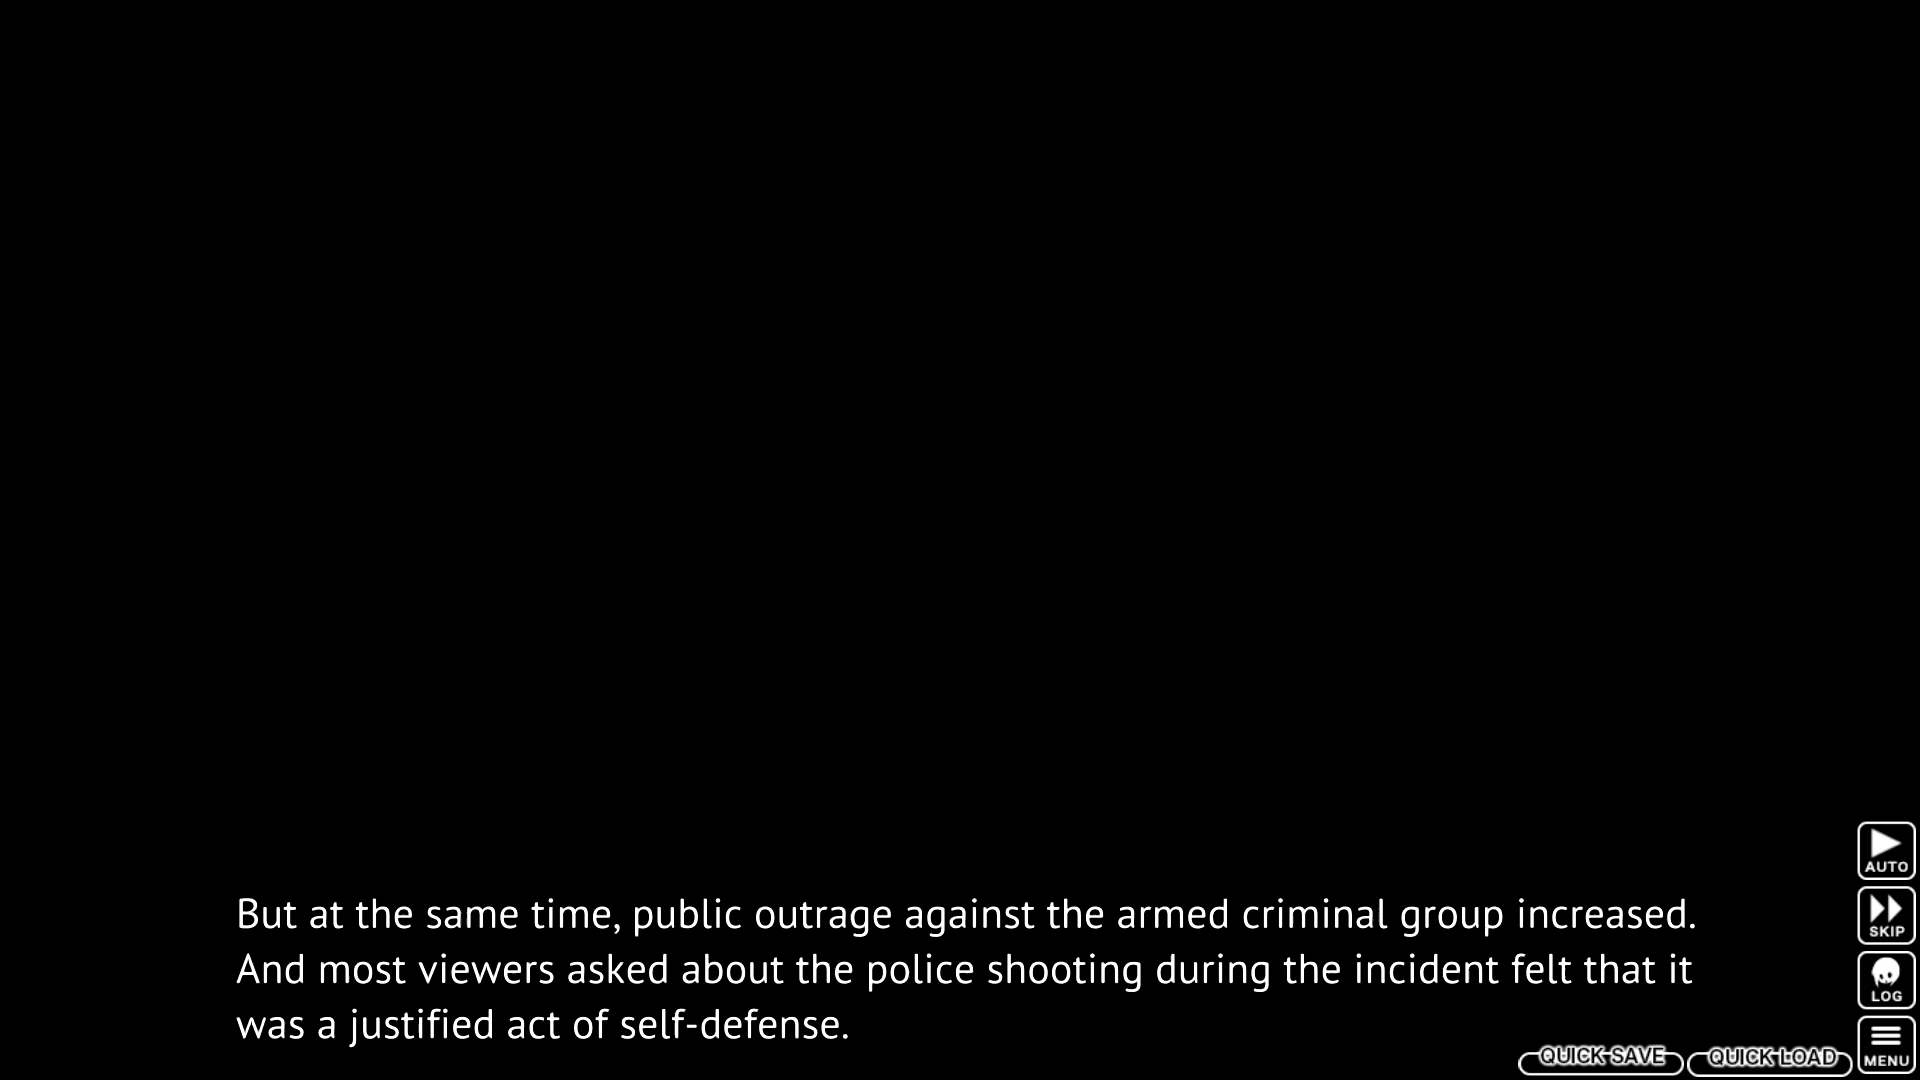 But at the same time, public outrage against the armed criminal group increased.
And most viewers asked about the police shooting during the incident felt that it
was a justified act of self-defense.
AUTO
SKIP
LOG
MENU
QUICK SAVE
QUICK LOAD